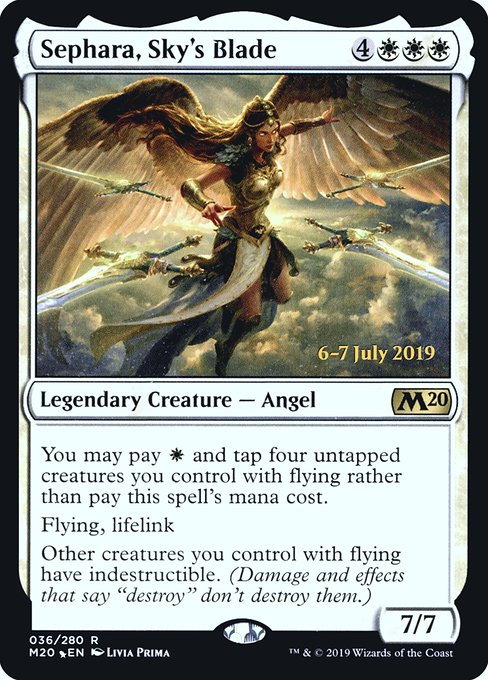 Sephara, Sky's Blade 4
6–7 July 2019
Legendary Creature — Angel M20
You may pay and tap four untapped
creatures you control with flying rather
than pay this spell's mana cost.
Flying, lifelink
Other creatures you control with flying
have indestructible. (Damage and effects
that say "destroy" don't destroy them.)
7/7
036/280 R
M20 ★ EN Livia Prima
™ & © 2019 Wizards of the Coast